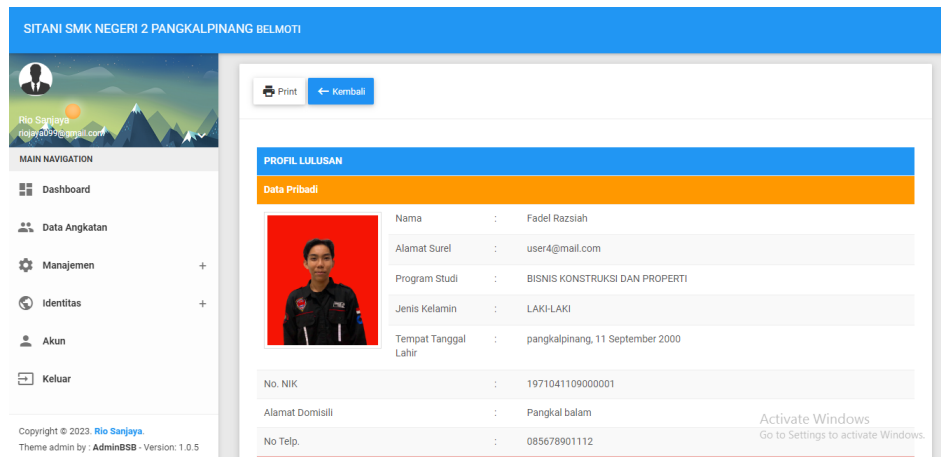 SITANI SMK NEGERI 2 PANGKALPINANG BELMOTI
Rio Sanjaya
riojaya099@gmail.com
MAIN NAVIGATION
Dashboard
Data Angkatan
Manajemen +
Identitas +
Akun
Keluar
Copyright © 2023. Rio Sanjaya.
Theme admin by : AdminBSB - Version: 1.0.5
Print
Kembali
PROFIL LULUSAN
Data Pribadi
Nama : Fadel Razsiah
Alamat Surel : user4@mail.com
Program Studi : BISNIS KONSTRUKSI DAN PROPERTI
Jenis Kelamin : LAKI-LAKI
Tempat Tanggal
Lahir : pangkalpinang, 11 September 2000
No. NIK : 1971041109000001
Alamat Domisili : Pangkal balam
No Telp. : 085678901112
Activate Windows
Go to Settings to activate Windows.